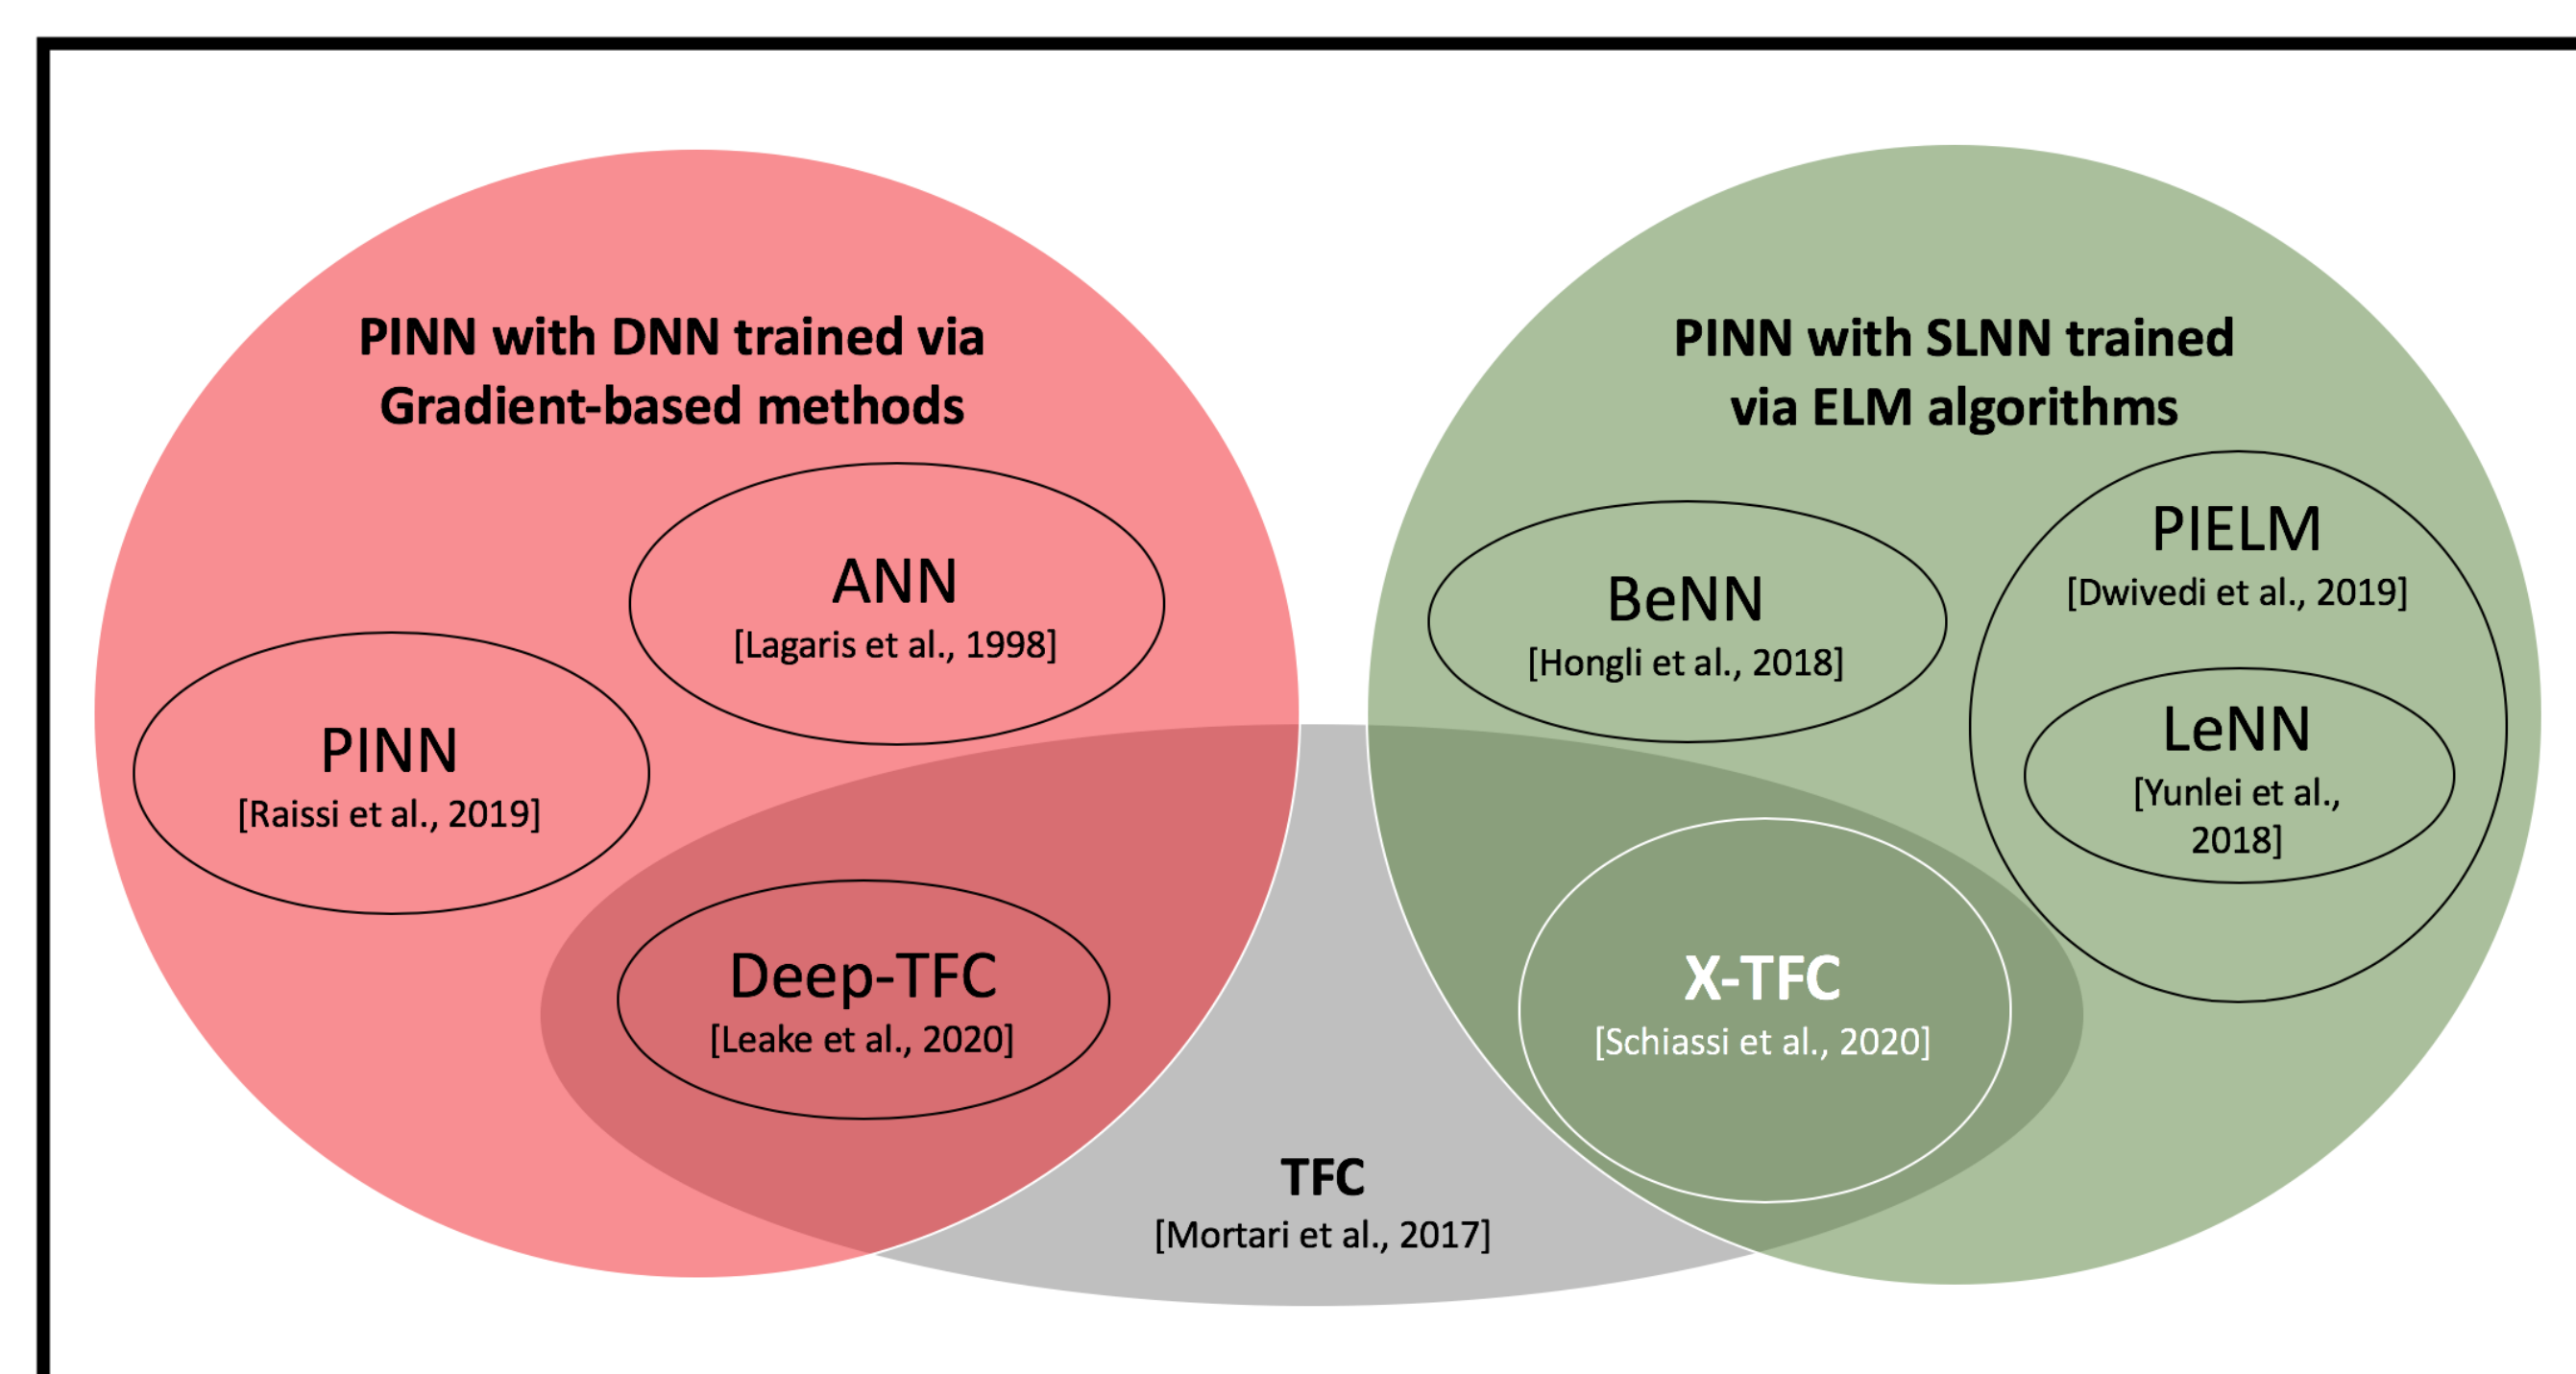 PINN with DNN trained via
Gradient-based methods
ANN
[Lagaris et al., 1998]
PINN
[Raissi et al., 2019]
Deep-TFC
[Leake et al., 2020]
TFC
[Mortari et al., 2017]
PINN with SLNN trained
via ELM algorithms
BeNN
[Hongli et al., 2018]
PIELM
[Dwivedi et al., 2019]
LeNN
[Yunlei et al.,
2018]
X-TFC
[Schiassi et al., 2020]